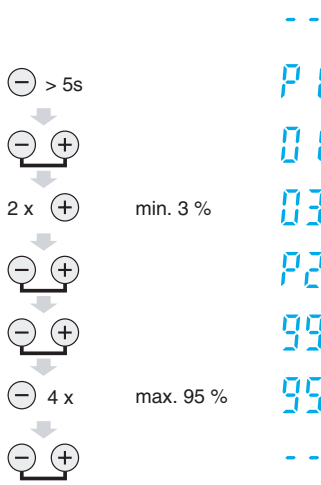 - -
− > 5s P1
− +
01
2 x + min. 3 % 03
− + P2
− + 99
− 4 x max. 95 % 95
− + - -